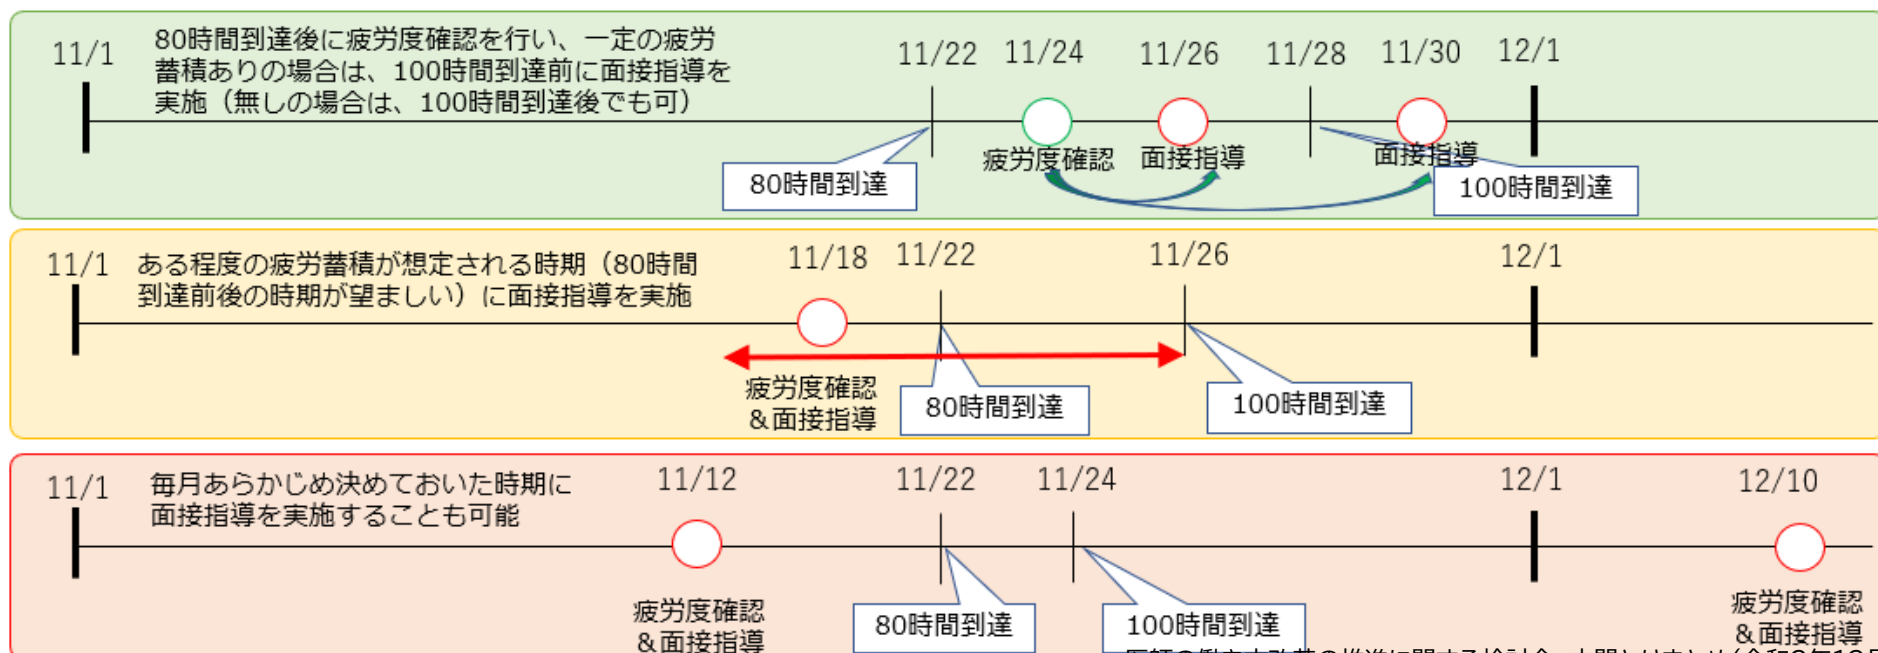 11/1
80時間到達後に疲労度確認を行い、一定の疲労
蓄積ありの場合は、100時間到達前に面接指導を
実施（無しの場合は、100時間到達後でも可）
11/22
11/24
11/26
11/28
11/30
12/1
疲労度確認
面接指導
面接指導
80時間到達
100時間到達
11/1
ある程度の疲労蓄積が想定される時期（80時間
到達前後の時期が望ましい）に面接指導を実施
11/18
11/22
11/26
12/1
疲労度確認
＆面接指導
80時間到達
100時間到達
11/1
毎月あらかじめ決めておいた時期に
面接指導を実施することも可能
11/12
11/22
11/24
12/1
12/10
疲労度確認
＆面接指導
80時間到達
100時間到達
疲労度確認
＆面接指導